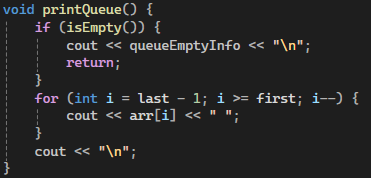 void printQueue() {
    if (isEmpty()) {
        cout << queueEmptyInfo << "\n";
        return;
    }
    for (int i = last - 1; i >= first; i--) {
        cout << arr[i] << " ";
    }
    cout << "\n";
}